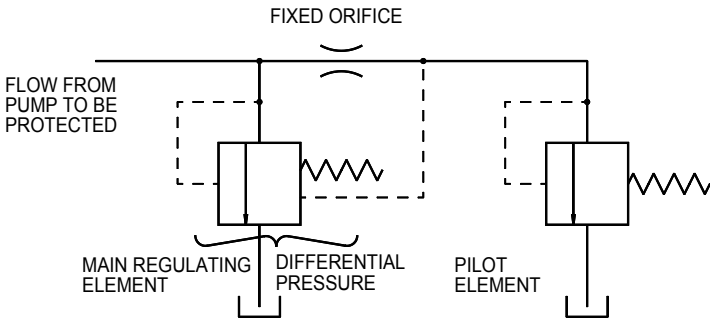 FIXED ORIFICE
FLOW FROM
PUMP TO BE
PROTECTED
MAIN REGULATING
ELEMENT
DIFFERENTIAL
PRESSURE
PILOT
ELEMENT